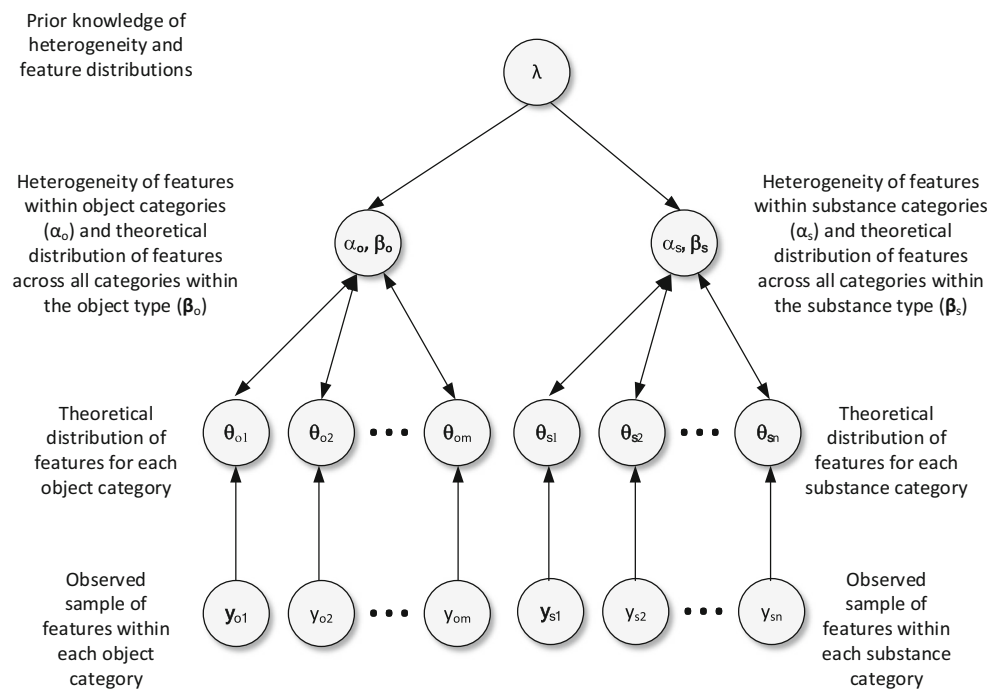 Prior knowledge of
heterogeneity and
feature distributions
λ
Heterogeneity of features
within object categories
(αₒ) and theoretical
distribution of features
across all categories within
the object type (βₒ)
αₒ, βₒ
αₛ, βₛ
Heterogeneity of features
within substance categories
(αₛ) and theoretical
distribution of features
across all categories within
the substance type (βₛ)
Theoretical
distribution of
features for each
object category
θₒ₁ θₒ₂ ••• θₒₘ θₛ₁ θₛ₂ ••• θₛₙ
Theoretical
distribution of
features for each
substance category
Observed
sample of
features within
each object
category
yₒ₁ yₒ₂ ••• yₒₘ yₛ₁ yₛ₂ ••• yₛₙ
Observed
sample of
features within
each substance
category